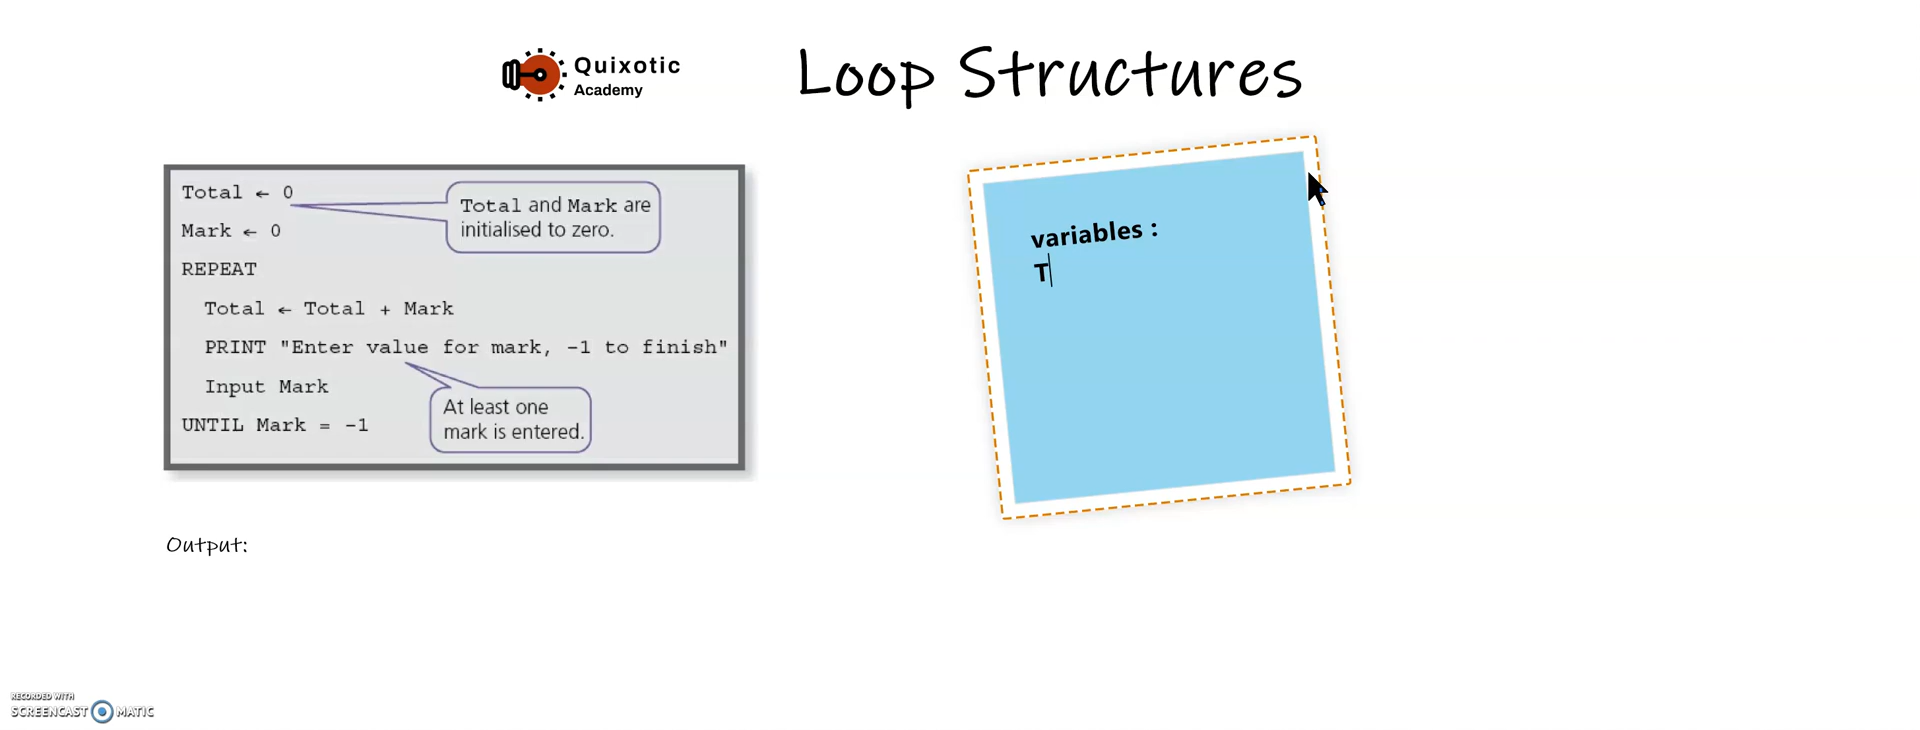 Quixotic
Academy
Loop Structures
Total ← 0
Total and Mark are
initialised to zero.
Mark ← 0
REPEAT
Total ← Total + Mark
PRINT "Enter value for mark, -1 to finish"
Input Mark
At least one
mark is entered.
UNTIL Mark = -1
variables :
T
Output:
RECORDED WITH
SCREENCAST MATIC